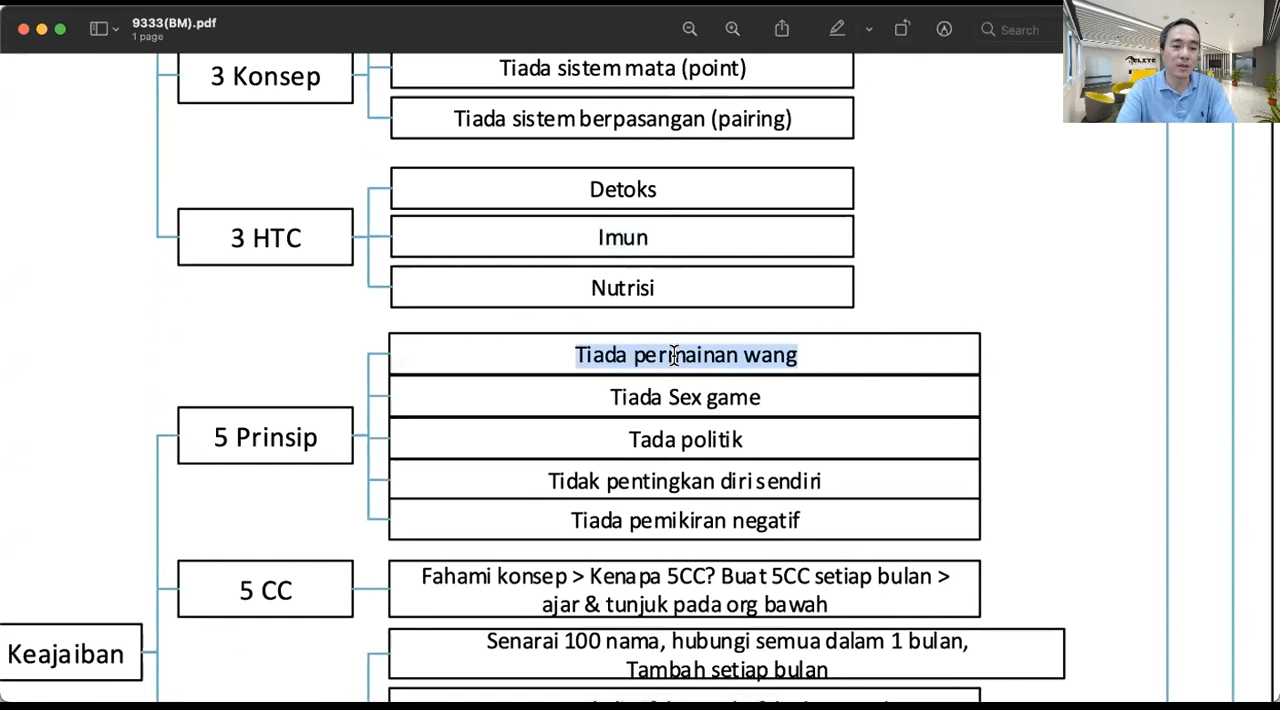 9333(BM).pdf
1 page
Search
ELITE
3 Konsep
Tiada sistem mata (point)
Tiada sistem berpasangan (pairing)
3 HTC
Detoks
Imun
Nutrisi
5 Prinsip
Tiada permainan wang
Tiada Sex game
Tada politik
Tidak pentingkan diri sendiri
Tiada pemikiran negatif
5 CC
Fahami konsep > Kenapa 5CC? Buat 5CC setiap bulan >
ajar & tunjuk pada org bawah
Keajaiban
Senarai 100 nama, hubungi semua dalam 1 bulan,
Tambah setiap bulan